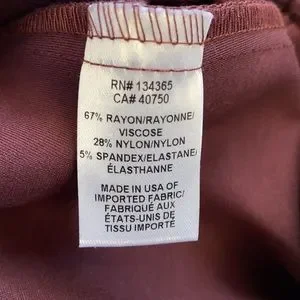 RN# 134365
CA# 40750
67% RAYON/RAYONNE/
VISCOSE
28% NYLON/NYLON
5% SPANDEX/ELASTANE/
ÉLASTHANNE
MADE IN USA OF
IMPORTED FABRIC/
FABRIQUÉ AUX
ÉTATS-UNIS DE
TISSU IMPORTÉ